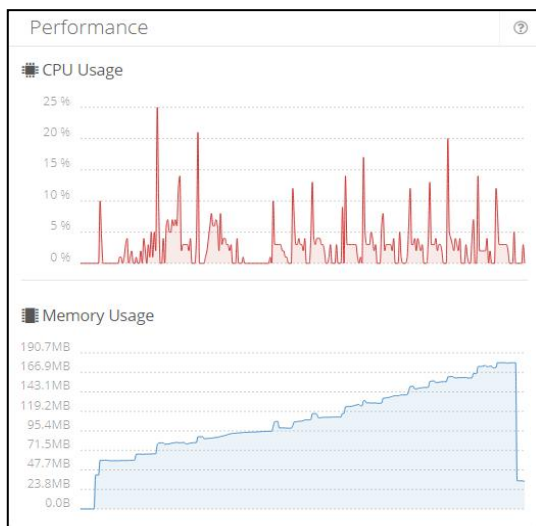 Performance
CPU Usage
25 %
20 %
15 %
10 %
5 %
0 %
Memory Usage
190.7MB
166.9MB
143.1MB
119.2MB
95.4MB
71.5MB
47.7MB
23.8MB
0.0B